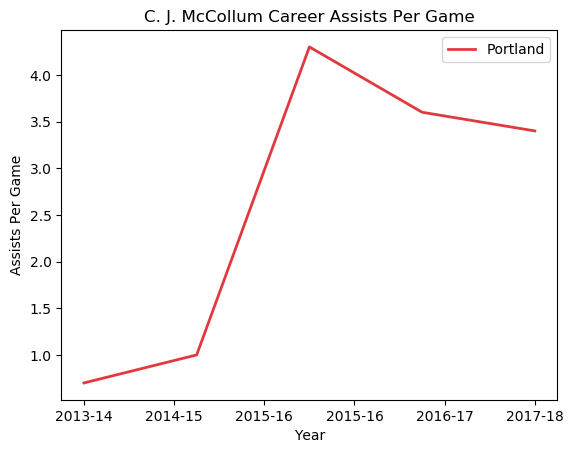 C. J. McCollum Career Assists Per Game
Portland
4.0
3.5
3.0
2.5
2.0
1.5
1.0
Assists Per Game
2013-14 2014-15 2015-16 2015-16 2016-17 2017-18
Year